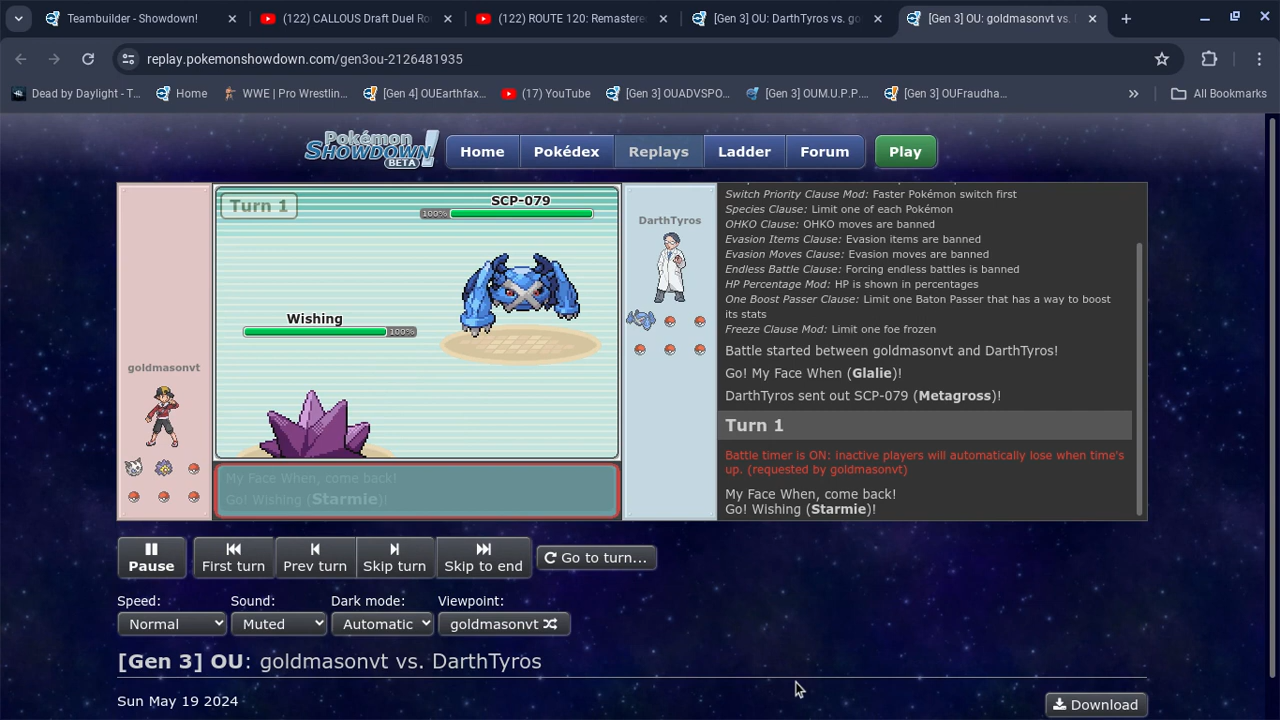 Teambuilder - Showdown!
(122) CALLOUS Draft Duel Ro
(122) ROUTE 120: Remastere
[Gen 3] OU: DarthTyros vs. go
[Gen 3] OU: goldmasonvt vs.
replay.pokemonshowdown.com/gen3ou-2126481935
Dead by Daylight - T...
Home
WWE | Pro Wrestlin...
[Gen 4] OUEarthfax...
(17) YouTube
[Gen 3] OUADVSPO...
[Gen 3] OUM.U.P.P....
[Gen 3] OUFraudha...
All Bookmarks
Pokémon
SHOWDOWN!
BETA
Home
Pokédex
Replays
Ladder
Forum
Play
Turn 1
SCP-079
100%
Wishing
100%
goldmasonvt
My Face When, come back!
Go! Wishing (Starmie)!
DarthTyros
Switch Priority Clause Mod: Faster Pokémon switch first
Species Clause: Limit one of each Pokémon
OHKO Clause: OHKO moves are banned
Evasion Items Clause: Evasion items are banned
Evasion Moves Clause: Evasion moves are banned
Endless Battle Clause: Forcing endless battles is banned
HP Percentage Mod: HP is shown in percentages
One Boost Passer Clause: Limit one Baton Passer that has a way to boost
its stats
Freeze Clause Mod: Limit one foe frozen
Battle started between goldmasonvt and DarthTyros!
Go! My Face When (Glalie)!
DarthTyros sent out SCP-079 (Metagross)!
Turn 1
Battle timer is ON: inactive players will automatically lose when time's
up. (requested by goldmasonvt)
My Face When, come back!
Go! Wishing (Starmie)!
Pause
First turn
Prev turn
Skip turn
Skip to end
Go to turn...
Speed:
Sound:
Dark mode:
Viewpoint:
Normal
Muted
Automatic
goldmasonvt
[Gen 3] OU: goldmasonvt vs. DarthTyros
Sun May 19 2024
Download